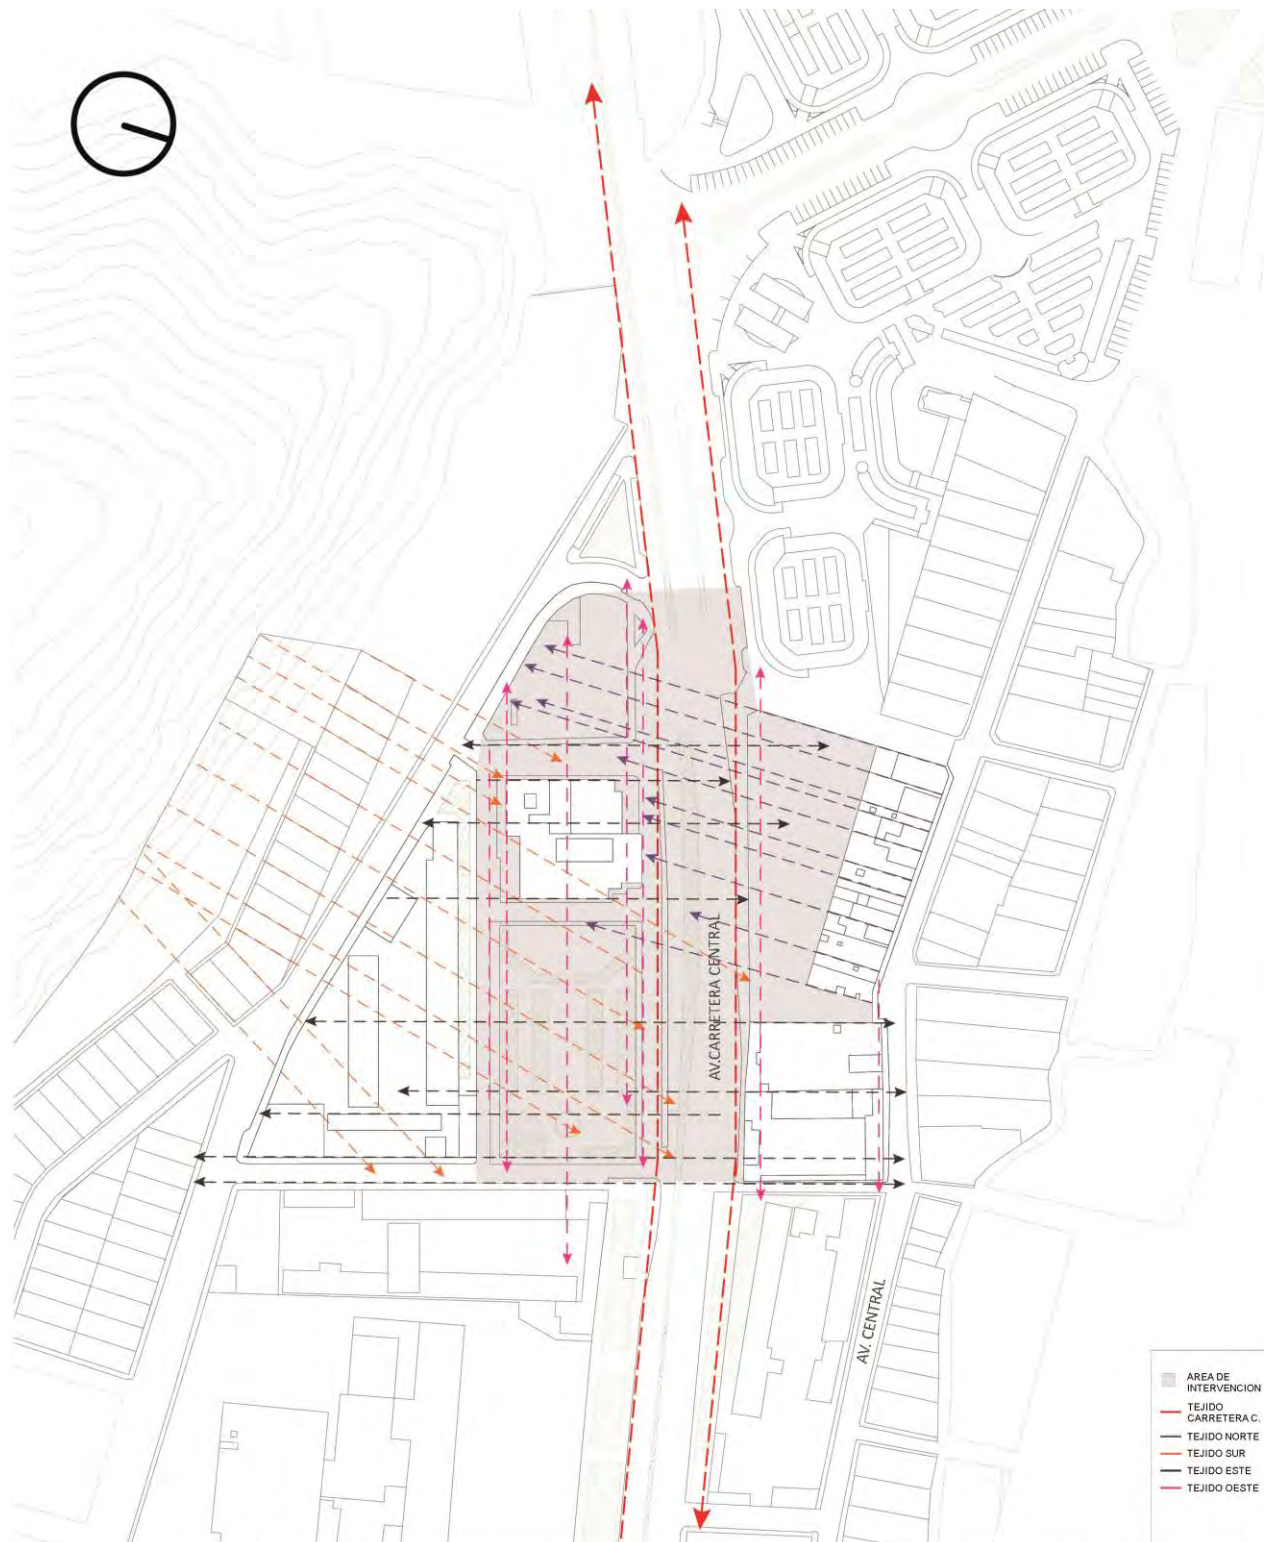 AV.CARRETERA CENTRAL
AV. CENTRAL
AREA DE
INTERVENCION
TEJIDO
CARRETERA C.
TEJIDO NORTE
TEJIDO SUR
TEJIDO ESTE
TEJIDO OESTE